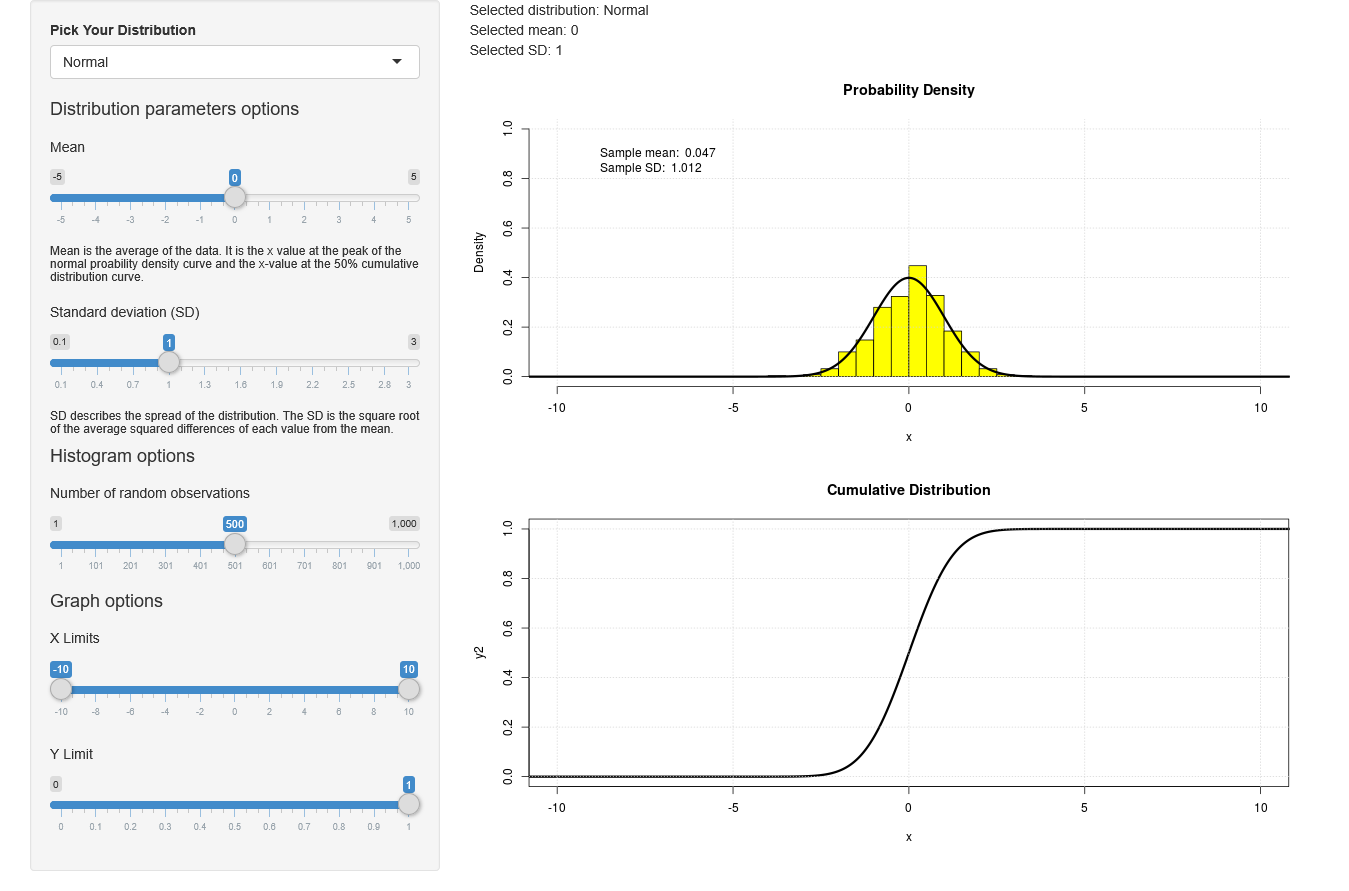 Pick Your Distribution
Normal
Distribution parameters options
Mean
-5 0 5
-5 -4 -3 -2 -1 0 1 2 3 4 5
Mean is the average of the data. It is the x value at the peak of the
normal proability density curve and the x-value at the 50% cumulative
distribution curve.
Standard deviation (SD)
0.1 1 3
0.1 0.4 0.7 1 1.3 1.6 1.9 2.2 2.5 2.8 3
SD describes the spread of the distribution. The SD is the square root
of the average squared differences of each value from the mean.
Histogram options
Number of random observations
1 500 1,000
1 101 201 301 401 501 601 701 801 901 1,000
Graph options
X Limits
-10 10
-10 -8 -6 -4 -2 0 2 4 6 8 10
Y Limit
0 1
0 0.1 0.2 0.3 0.4 0.5 0.6 0.7 0.8 0.9 1
Selected distribution: Normal
Selected mean: 0
Selected SD: 1
Probability Density
Sample mean: 0.047
Sample SD: 1.012
Density
1.0
0.8
0.6
0.4
0.2
0.0
-10 -5 0 5 10
x
Cumulative Distribution
y2
1.0
0.8
0.6
0.4
0.2
0.0
-10 -5 0 5 10
x